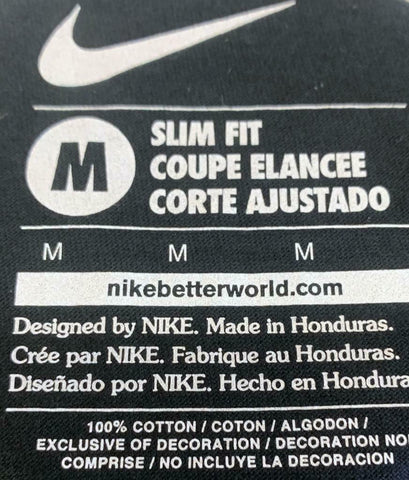 M
SLIM FIT
COUPE ELANCEE
CORTE AJUSTADO
M M M
nikebetterworld.com
Designed by NIKE. Made in Honduras.
Crée par NIKE. Fabrique au Honduras.
Diseñado por NIKE. Hecho en Hondura
100% COTTON / COTON / ALGODON /
EXCLUSIVE OF DECORATION / DECORATION NO
COMPRISE / NO INCLUYE LA DECORACION